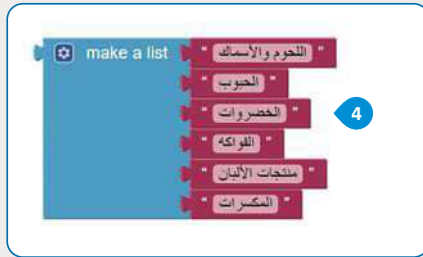 make a list " اللحوم والأسماك "
" الحبوب "
" الخضروات "
4
" الفواكه "
" منتجات الألبان "
" المكسرات "